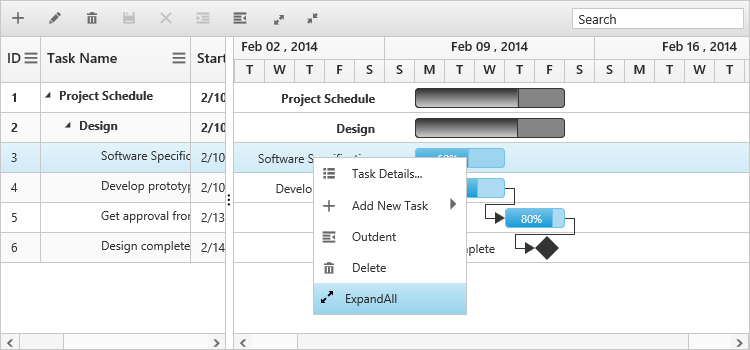 Search
ID Task Name Start
Feb 02 , 2014 Feb 09 , 2014 Feb 16 , 2014
T W T F S S M T W T F S S M T W
1 Project Schedule 2/10
2 Design 2/10
3 Software Specific 2/10
4 Develop prototyp 2/10
5 Get approval fron 2/13
6 Design complete 2/14
Project Schedule
Design
Software Specification
Develo
80%
plete
Task Details...
Add New Task
Outdent
Delete
ExpandAll